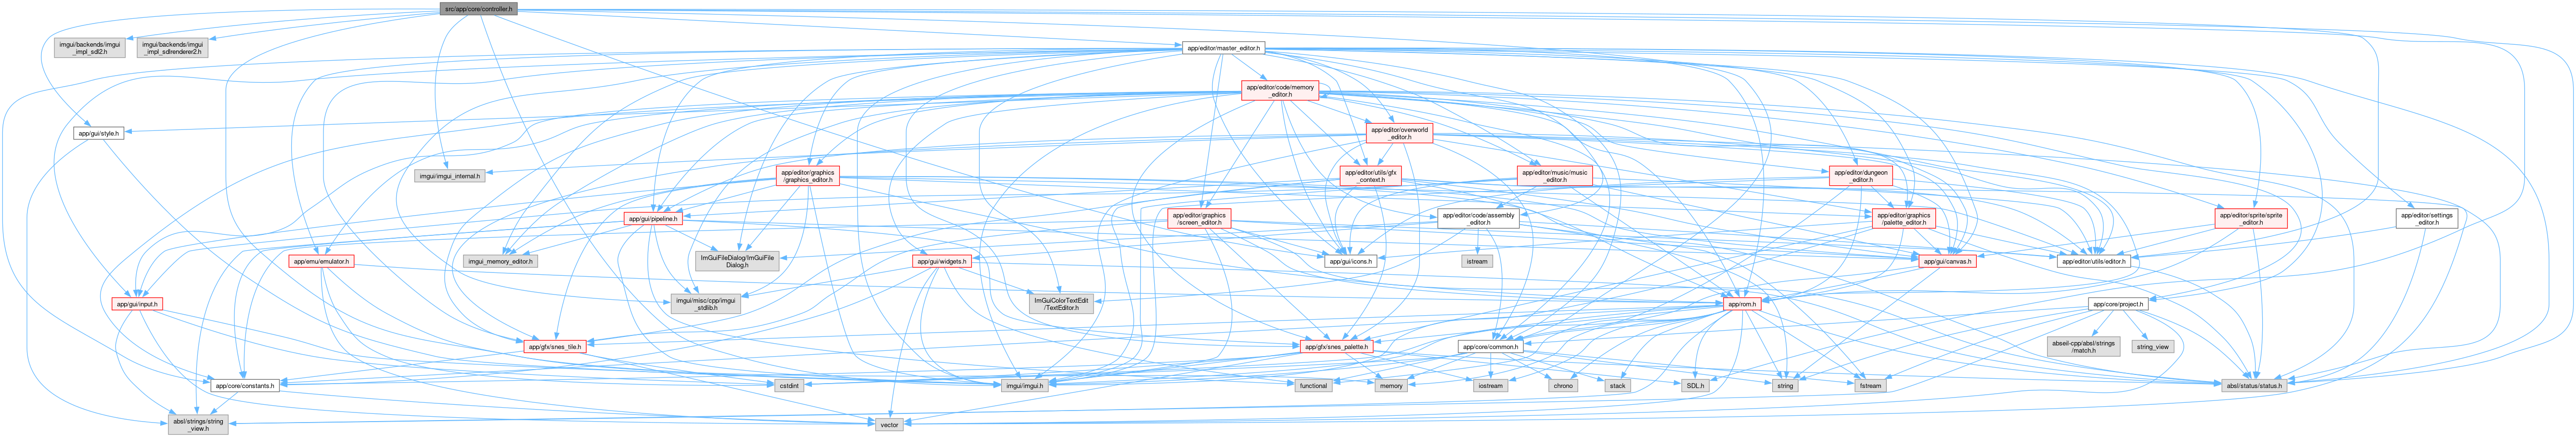 src/app/core/controller.h
imgui/backends/imgui
_impl_sdl2.h
imgui/backends/imgui
_impl_sdlrenderer2.h
app/editor/master_editor.h
app/editor/code/memory
_editor.h
app/gui/style.h
app/editor/overworld
_editor.h
imgui/imgui_internal.h
app/editor/graphics
/graphics_editor.h
app/editor/utils/gfx
_context.h
app/editor/music/music
_editor.h
app/editor/dungeon
_editor.h
app/gui/pipeline.h
app/editor/graphics
/screen_editor.h
app/editor/code/assembly
_editor.h
app/editor/graphics
/palette_editor.h
app/editor/sprite/sprite
_editor.h
app/editor/settings
_editor.h
app/emu/emulator.h
imgui_memory_editor.h
ImGuiFileDialog/ImGuiFile
Dialog.h
app/gui/widgets.h
app/gui/icons.h
istream
app/gui/canvas.h
app/editor/utils/editor.h
app/gui/input.h
imgui/misc/cpp/imgui
_stdlib.h
ImGuiColorTextEdit
/TextEditor.h
app/rom.h
app/core/project.h
app/gfx/snes_tile.h
app/gfx/snes_palette.h
app/core/common.h
abseil-cpp/absl/strings
/match.h
string_view
app/core/constants.h
cstdint
imgui/imgui.h
functional
memory
iostream
chrono
stack
SDL.h
string
fstream
absl/status/status.h
absl/strings/string
_view.h
vector